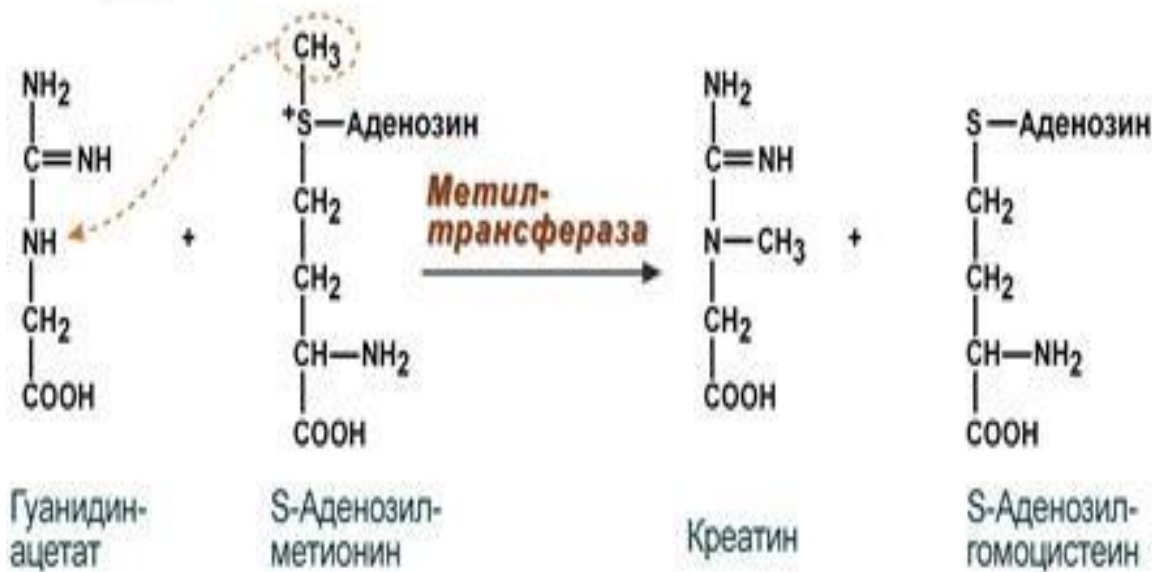 CH3
NH2
+S—Аденозин
C=NH
CH2
NH
+
CH2
CH2
CH—NH2
COOH
COOH
Метил-
трансфераза
NH2
C=NH
N—CH3
+
CH2
COOH
S—Аденозин
CH2
CH2
CH—NH2
COOH
Гуанидин-
ацетат
S-Аденозил-
метионин
Креатин
S-Аденозил-
гомоцистеин